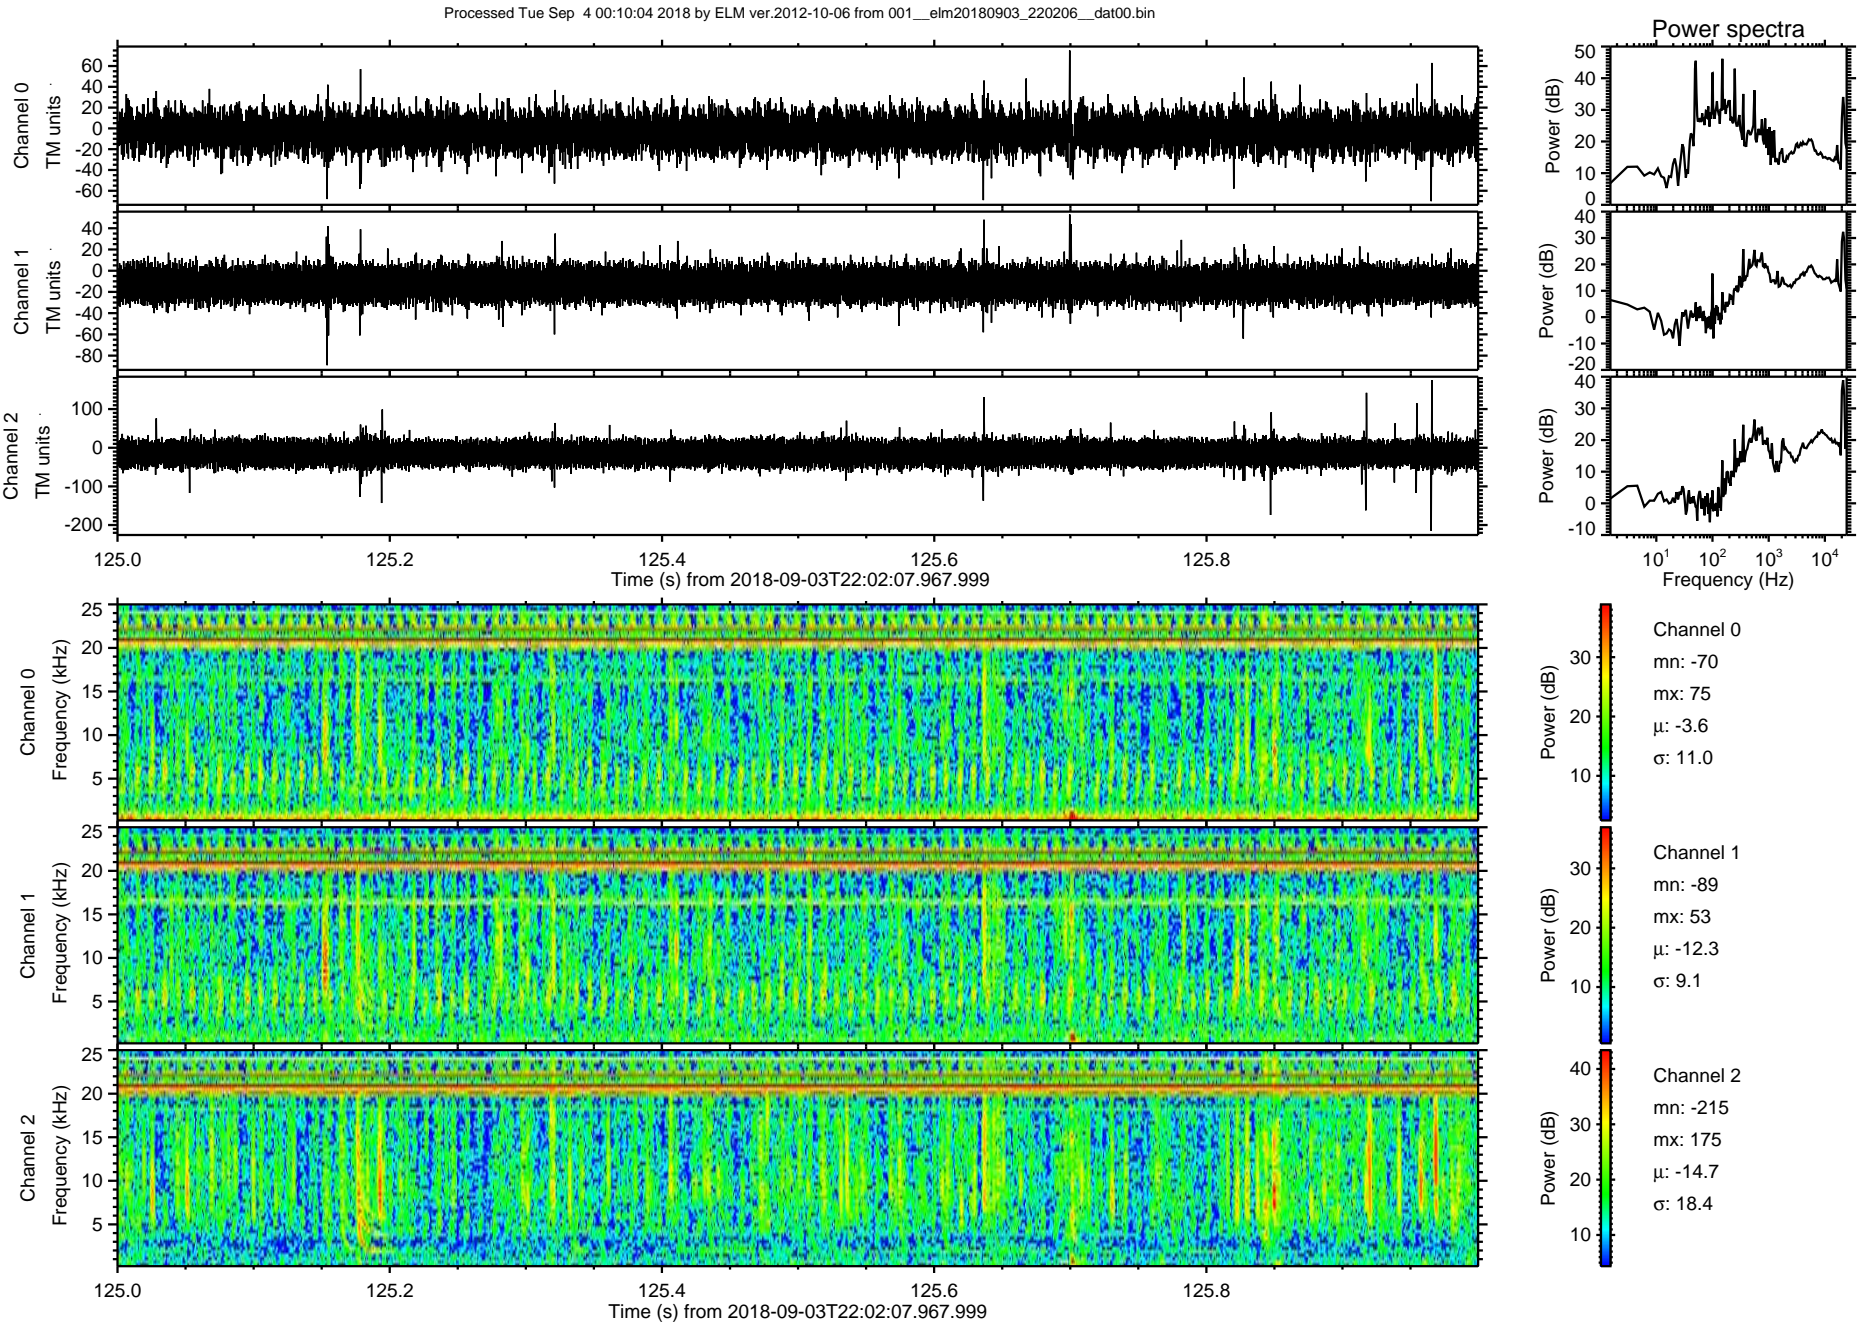 Processed Tue Sep  4 00:10:04 2018 by ELM ver.2012-10-06 from 001__elm20180903_220206__dat00.bin
Power spectra
Channel 0
TM units
60
40
20
0
-20
-40
-60
Power (dB)
50
40
30
20
10
0
Channel 1
TM units
40
20
0
-20
-40
-60
-80
Power (dB)
40
30
20
10
0
-10
-20
Channel 2
TM units
100
0
-100
-200
Power (dB)
40
30
20
10
0
-10
125.0 125.2 125.4 125.6 125.8
Time (s) from 2018-09-03T22:02:07.967.999
10^1 10^2 10^3 10^4
Frequency (Hz)
Channel 0
Frequency (kHz)
25
20
15
10
5
Power (dB)
30
20
10
Channel 0
mn: -70
mx: 75
µ: -3.6
σ: 11.0
Channel 1
Frequency (kHz)
25
20
15
10
5
Power (dB)
30
20
10
Channel 1
mn: -89
mx: 53
µ: -12.3
σ: 9.1
Channel 2
Frequency (kHz)
25
20
15
10
5
Power (dB)
40
30
20
10
Channel 2
mn: -215
mx: 175
µ: -14.7
σ: 18.4
125.0 125.2 125.4 125.6 125.8
Time (s) from 2018-09-03T22:02:07.967.999